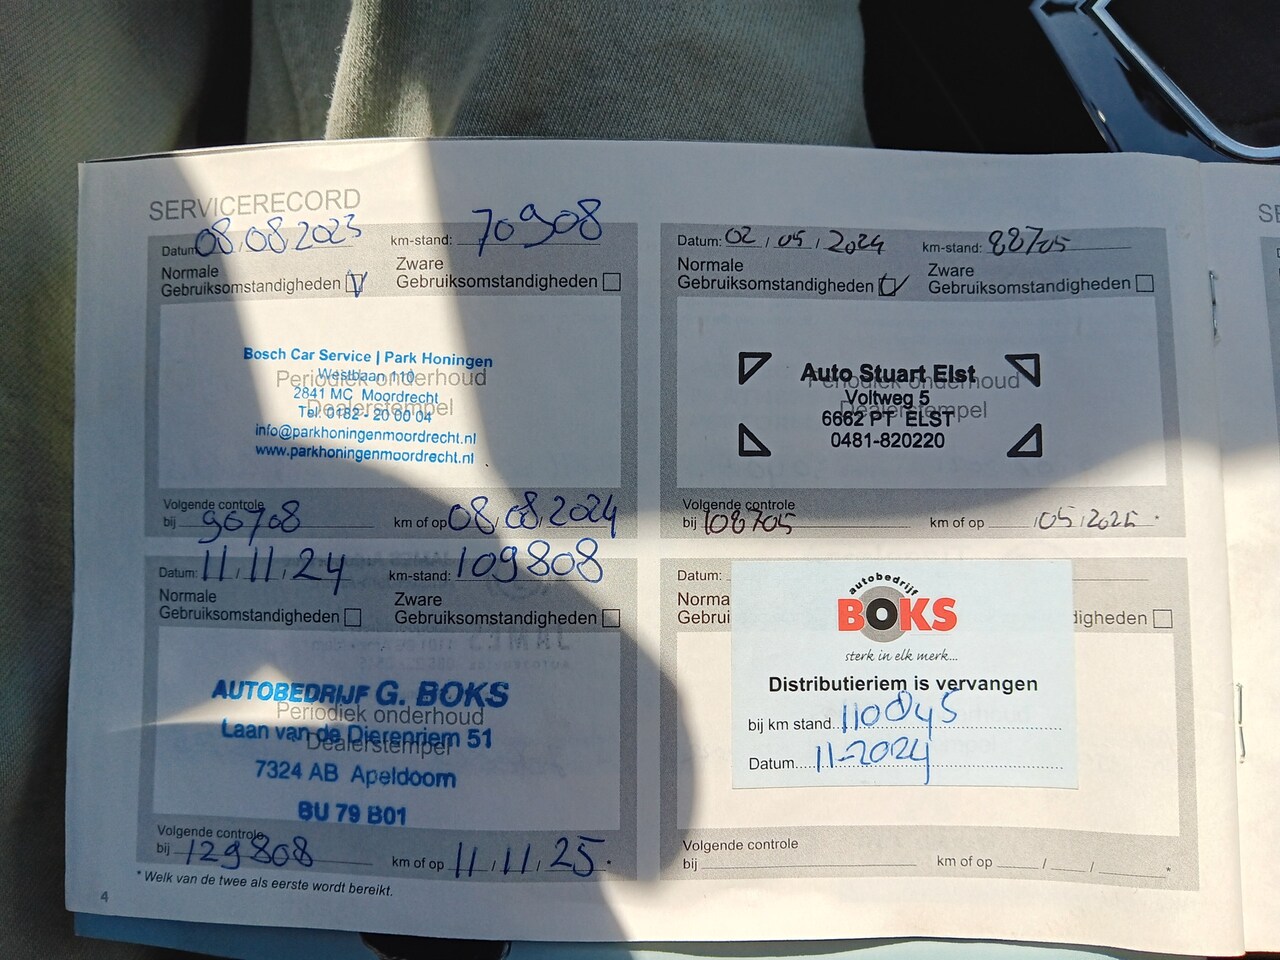 SERVICERECORD
Datum: 08/08/2023 km-stand: 70908
Normale Gebruiksomstandigheden
Zware Gebruiksomstandigheden
Periodiek onderhoud
Dealerstempel
Bosch Car Service | Park Honingen
Westbaan 110
2841 MC Moordrecht
Tel: 0182 - 20 00 04
info@parkhoningenmoordrecht.nl
www.parkhoningenmoordrecht.nl
Volgende controle
bij 90908 km of op 08/08/2024
Datum: 02/05/2024 km-stand: 88705
Normale Gebruiksomstandigheden
Zware Gebruiksomstandigheden
Periodiek onderhoud
Dealerstempel
Auto Stuart Elst
Voltweg 5
6662 PT ELST
0481-820220
Volgende controle
bij 108705 km of op /05/2025.
Datum: 11/11/24 km-stand: 109808
Normale Gebruiksomstandigheden
Zware Gebruiksomstandigheden
Periodiek onderhoud
Dealerstempel
AUTOBEDRIJF G. BOKS
Laan van de Dierenriem 51
7324 AB Apeldoorn
BU 79 B01
Volgende controle
bij 129808 km of op 11/11/25.
* Welk van de twee als eerste wordt bereikt.
4
Datum:
Norma
Gebrui
digheden
autobedrijf
BOKS
sterk in elk merk...
Distributieriem is vervangen
bij km stand 110845
Datum 11-2024
Volgende controle
bij km of op / / *